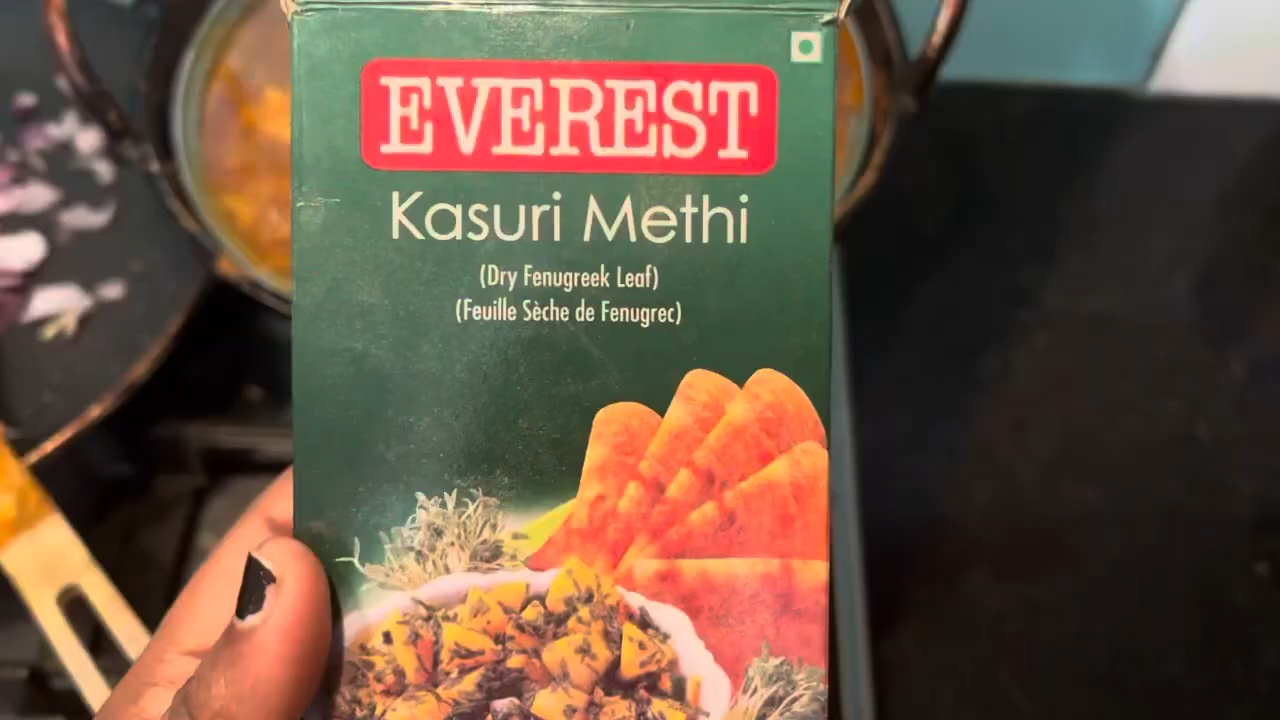 EVEREST
Kasuri Methi
(Dry Fenugreek Leaf)
(Feuille Sèche de Fenugrec)